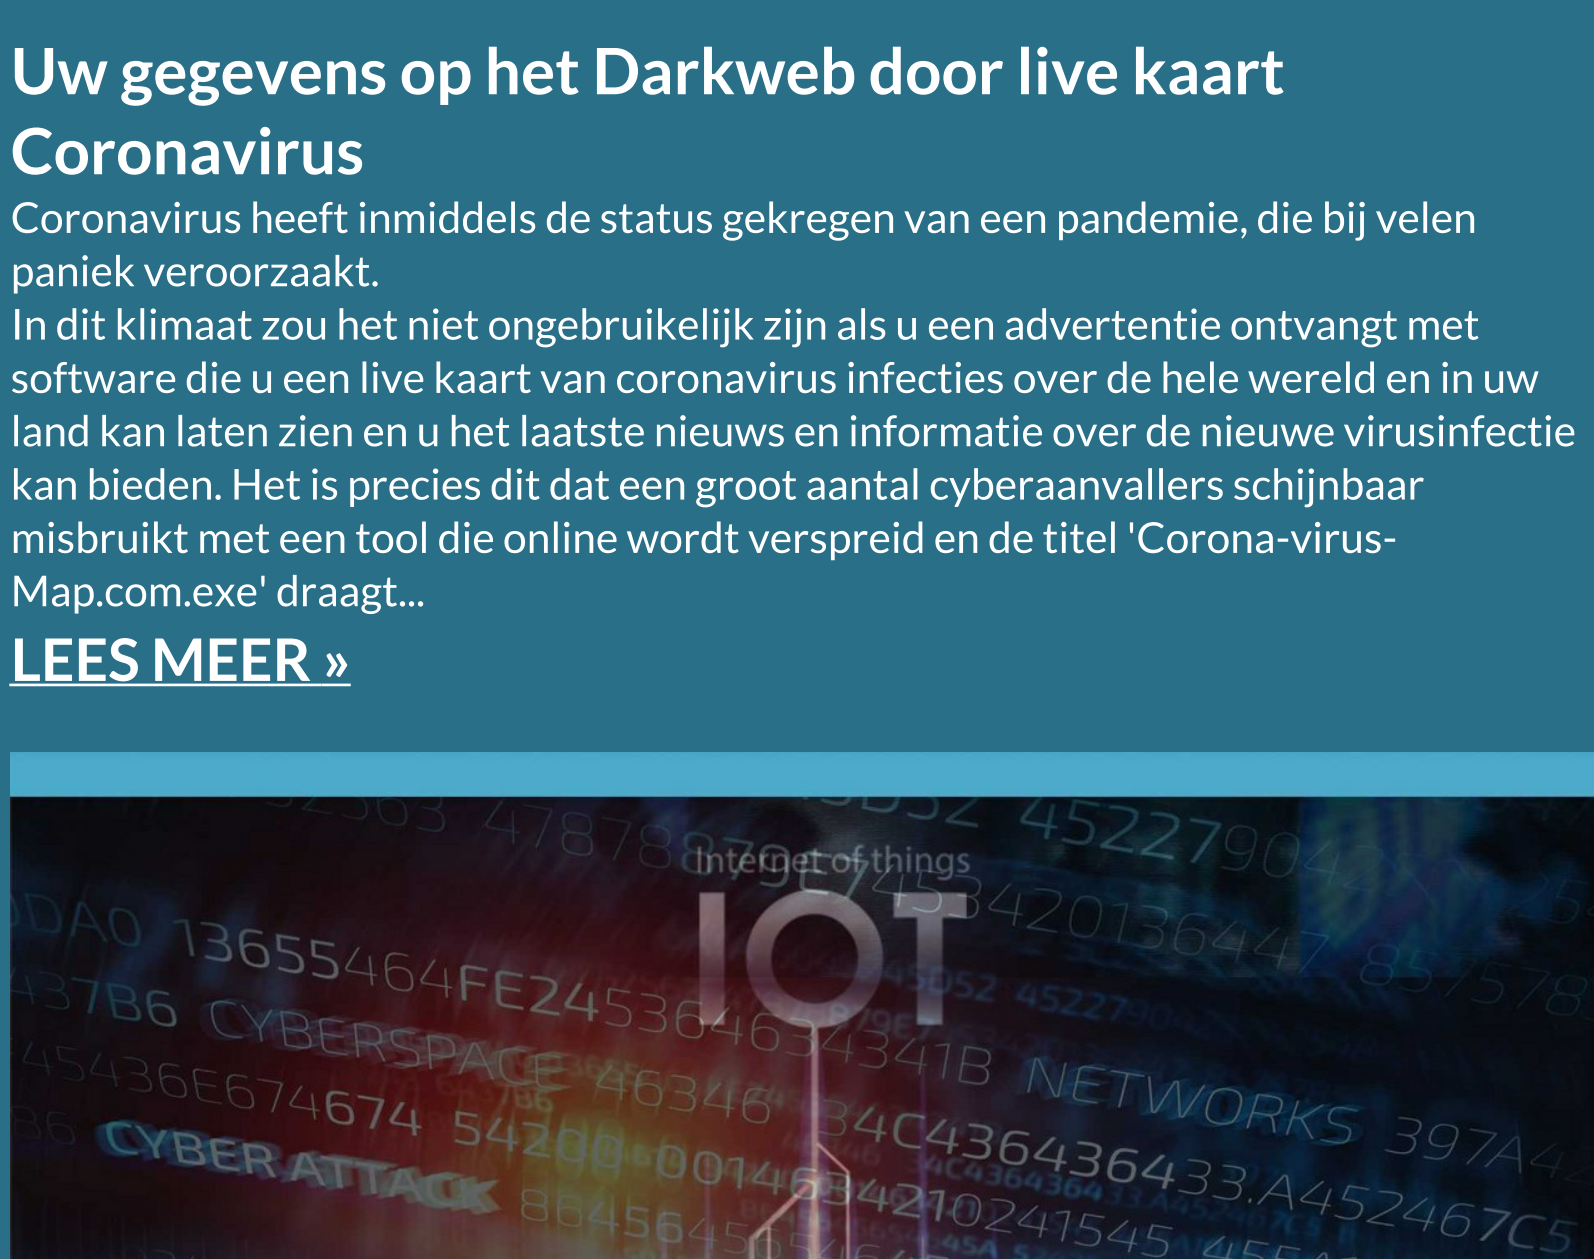 Uw gegevens op het Darkweb door live kaart
Coronavirus
Coronavirus heeft inmiddels de status gekregen van een pandemie, die bij velen
paniek veroorzaakt.
In dit klimaat zou het niet ongebruikelijk zijn als u een advertentie ontvangt met
software die u een live kaart van coronavirus infecties over de hele wereld en in uw
land kan laten zien en u het laatste nieuws en informatie over de nieuwe virusinfectie
kan bieden. Het is precies dit dat een groot aantal cyberaanvallers schijnbaar
misbruikt met een tool die online wordt verspreid en de titel 'Corona-virus-
Map.com.exe' draagt...
LEES MEER »
Internet of things
IOT
13655464FE24536464
CYBERSPACE
NETWORKS
CYBER ATTACK